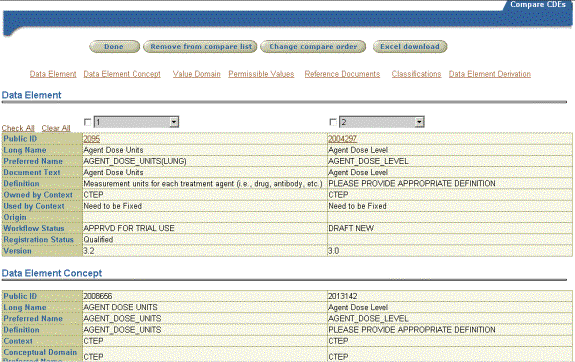 Compare CDEs
Done Remove from compare list Change compare order Excel download
Data Element Data Element Concept Value Domain Permissible Values Reference Documents Classifications Data Element Derivation
Data Element
1 2
Check All Clear All
Public ID 2095 2004297
Long Name Agent Dose Units Agent Dose Level
Preferred Name AGENT_DOSE_UNITS(LUNG) AGENT_DOSE_LEVEL
Document Text Agent Dose Units Agent Dose Level
Definition Measurement units for each treatment agent (i.e., drug, antibody, etc.) PLEASE PROVIDE APPROPRIATE DEFINITION
Owned by Context CTEP CTEP
Used by Context Need to be Fixed Need to be Fixed
Origin
Workflow Status APPRVD FOR TRIAL USE DRAFT NEW
Registration Status Qualified
Version 3.2 3.0
Data Element Concept
Public ID 2008656 2013142
Long Name AGENT DOSE UNITS Agent Dose Level
Preferred Name AGENT_DOSE_UNITS AGENT_DOSE_LEVEL
Definition AGENT_DOSE_UNITS PLEASE PROVIDE APPROPRIATE DEFINITION
Context CTEP CTEP
Conceptual Domain CTEP CTEP
Preferred Name